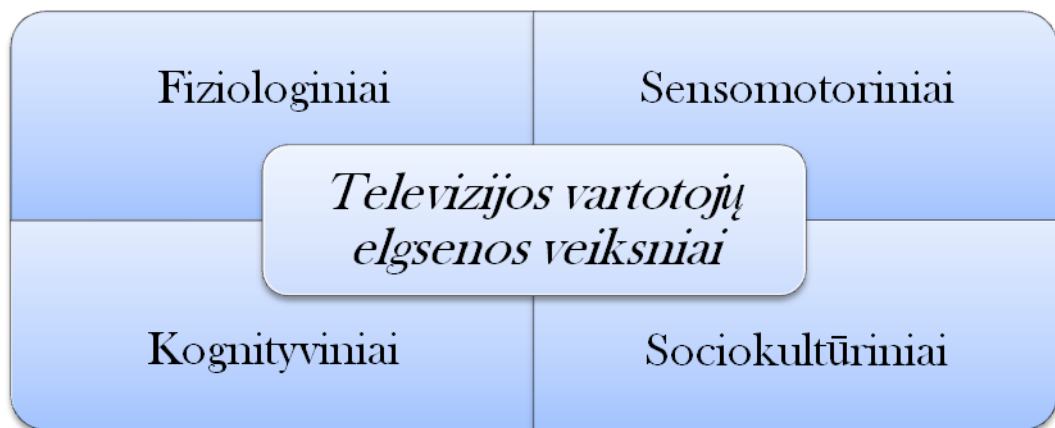 Fiziologiniai
Sensomotoriniai
Televizijos vartotojų
elgsenos veiksniai
Kognityviniai
Sociokultūriniai